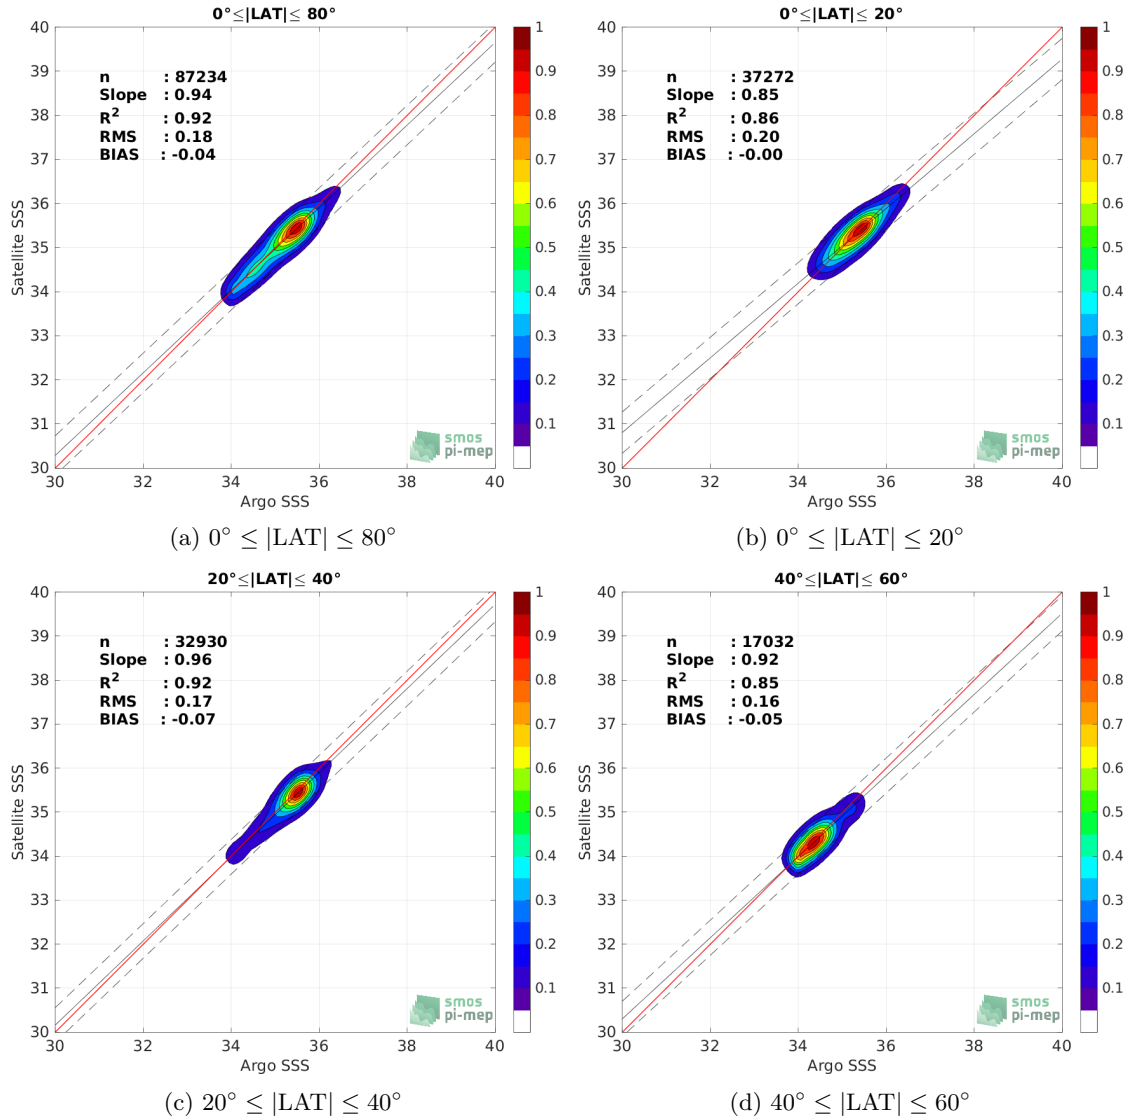 0°≤|LAT|≤ 80°
40
39
38
37
36
35
34
33
32
31
30
30
32
34
36
38
40
Satellite SSS
Argo SSS
n : 87234
Slope : 0.94
R² : 0.92
RMS : 0.18
BIAS : -0.04
smos
pi-mep
1
0.9
0.8
0.7
0.6
0.5
0.4
0.3
0.2
0.1
(a) 0° ≤ |LAT| ≤ 80°
0°≤|LAT|≤ 20°
40
39
38
37
36
35
34
33
32
31
30
30
32
34
36
38
40
Satellite SSS
Argo SSS
n : 37272
Slope : 0.85
R² : 0.86
RMS : 0.20
BIAS : -0.00
smos
pi-mep
1
0.9
0.8
0.7
0.6
0.5
0.4
0.3
0.2
0.1
(b) 0° ≤ |LAT| ≤ 20°
20°≤|LAT|≤ 40°
40
39
38
37
36
35
34
33
32
31
30
30
32
34
36
38
40
Satellite SSS
Argo SSS
n : 32930
Slope : 0.96
R² : 0.92
RMS : 0.17
BIAS : -0.07
smos
pi-mep
1
0.9
0.8
0.7
0.6
0.5
0.4
0.3
0.2
0.1
(c) 20° ≤ |LAT| ≤ 40°
40°≤|LAT|≤ 60°
40
39
38
37
36
35
34
33
32
31
30
30
32
34
36
38
40
Satellite SSS
Argo SSS
n : 17032
Slope : 0.92
R² : 0.85
RMS : 0.16
BIAS : -0.05
smos
pi-mep
1
0.9
0.8
0.7
0.6
0.5
0.4
0.3
0.2
0.1
(d) 40° ≤ |LAT| ≤ 60°